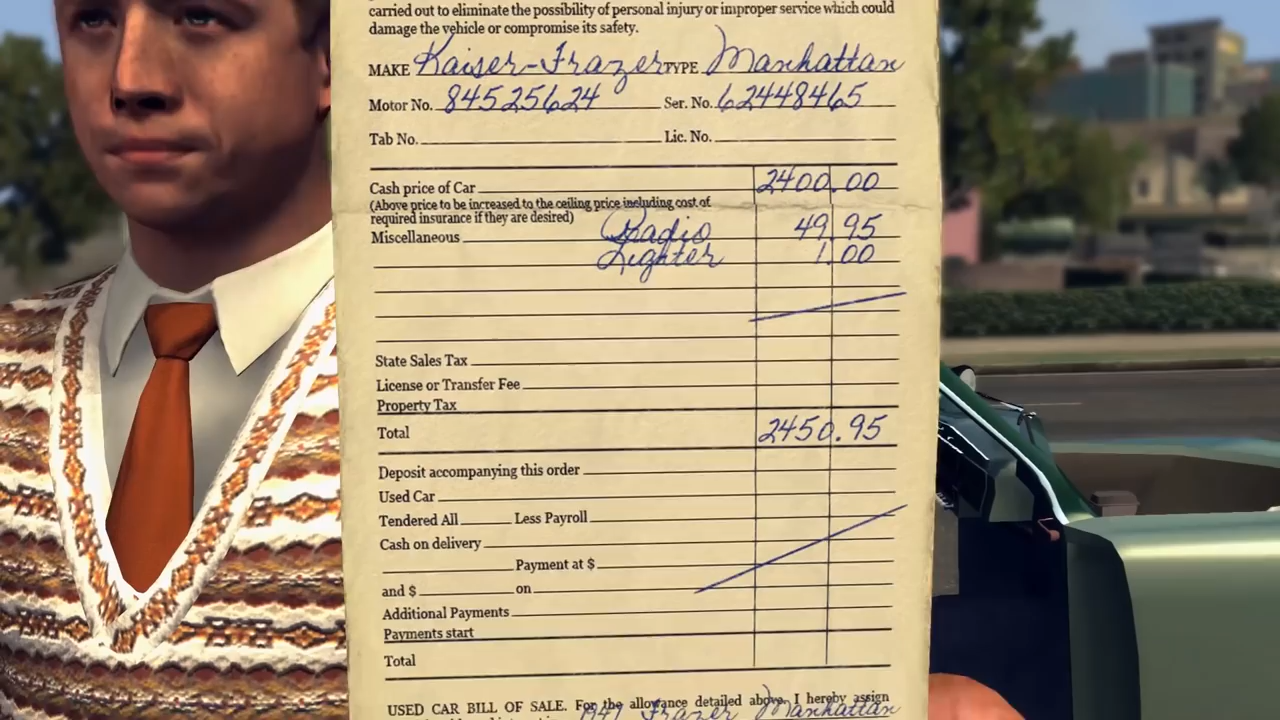 carried out to eliminate the possibility of personal injury or improper service which could
damage the vehicle or compromise its safety.
MAKE Kaiser-Frazer TYPE Manhattan
Motor No. 84525624 Ser. No. 62448465
Tab No. Lic. No.
Cash price of Car 2400.00
(Above price to be increased to the ceiling price including cost of
required insurance if they are desired)
Miscellaneous Radio 49.95
Lighter 1.00
State Sales Tax
License or Transfer Fee
Property Tax
Total 2450.95
Deposit accompanying this order
Used Car
Tendered All Less Payroll
Cash on delivery
Payment at $
and $ on
Additional Payments
Payments start
Total
USED CAR BILL OF SALE. For the allowance detailed above, I hereby assign
1947 Frazer Manhattan